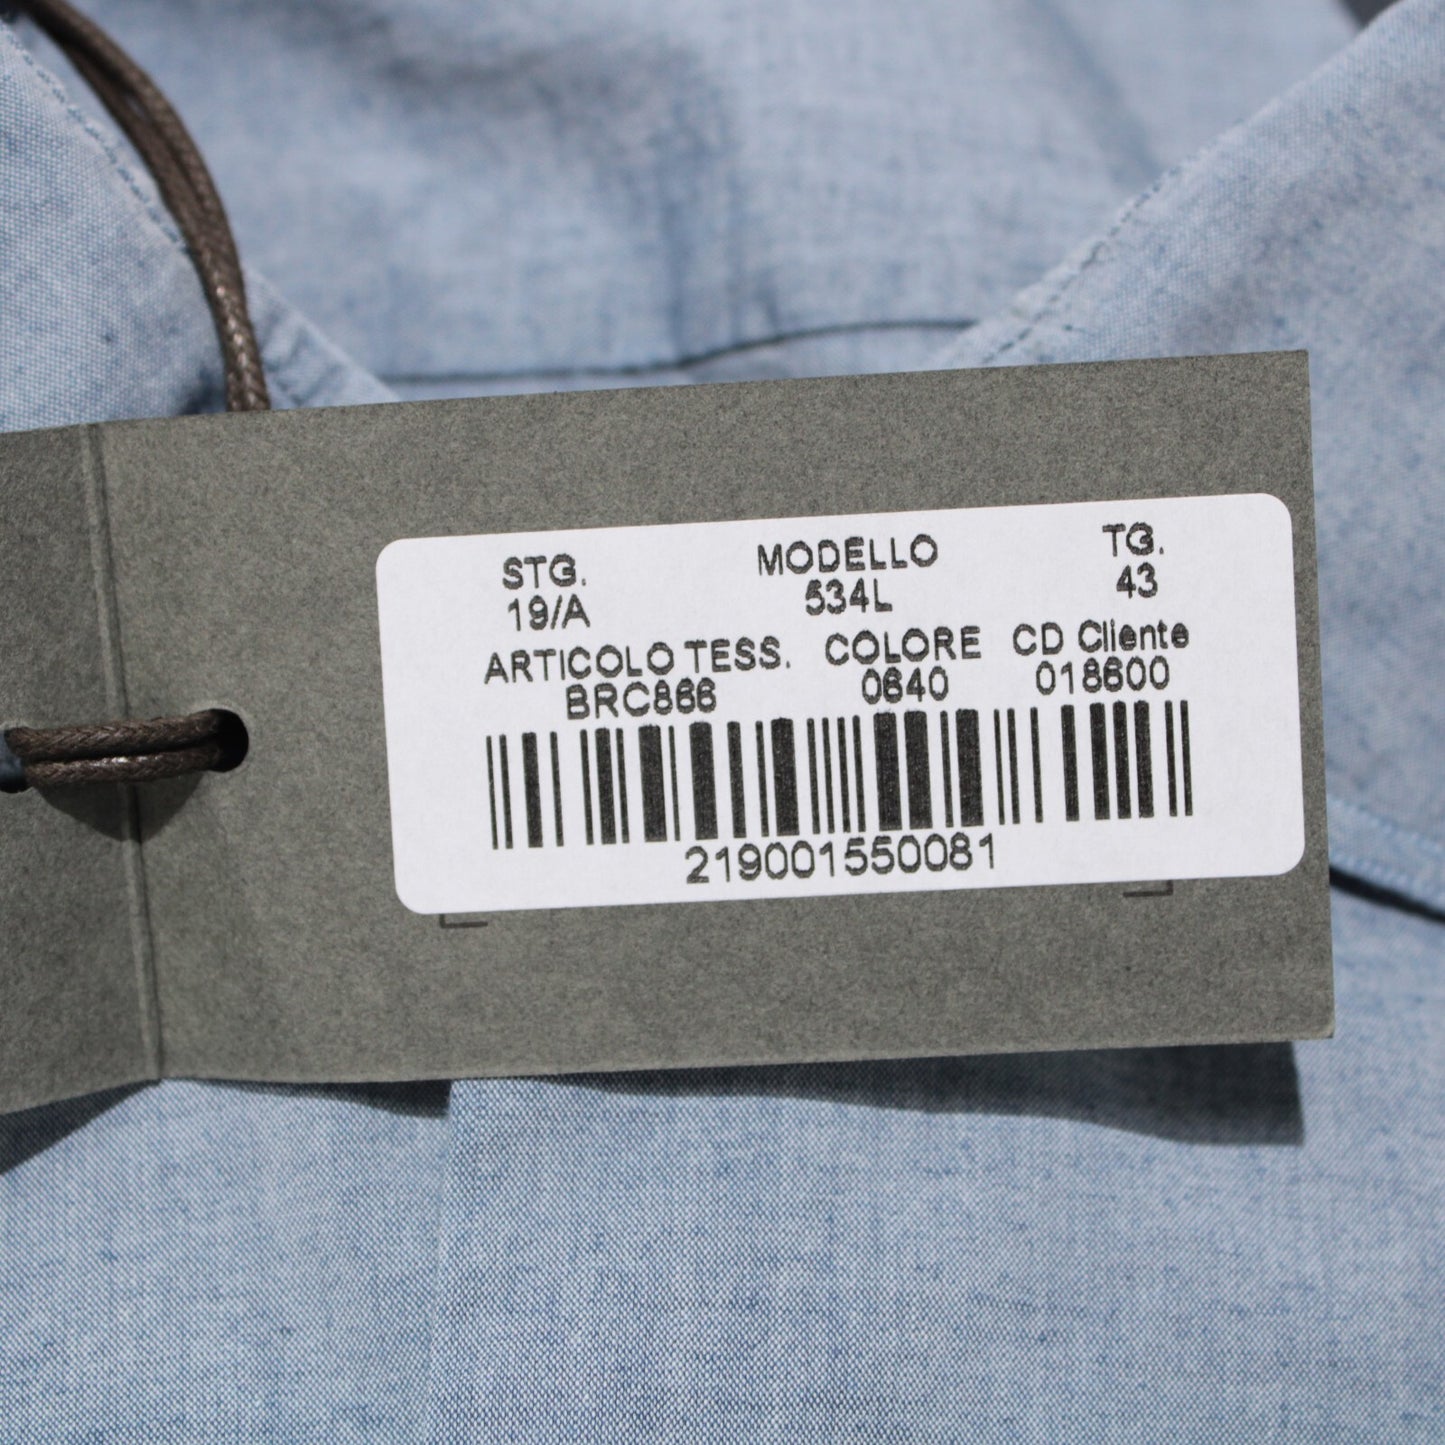 STG. MODELLO TG.
19/A 534L 43
ARTICOLO TESS. COLORE CD Cliente
BRC866 0640 018600
219001550081